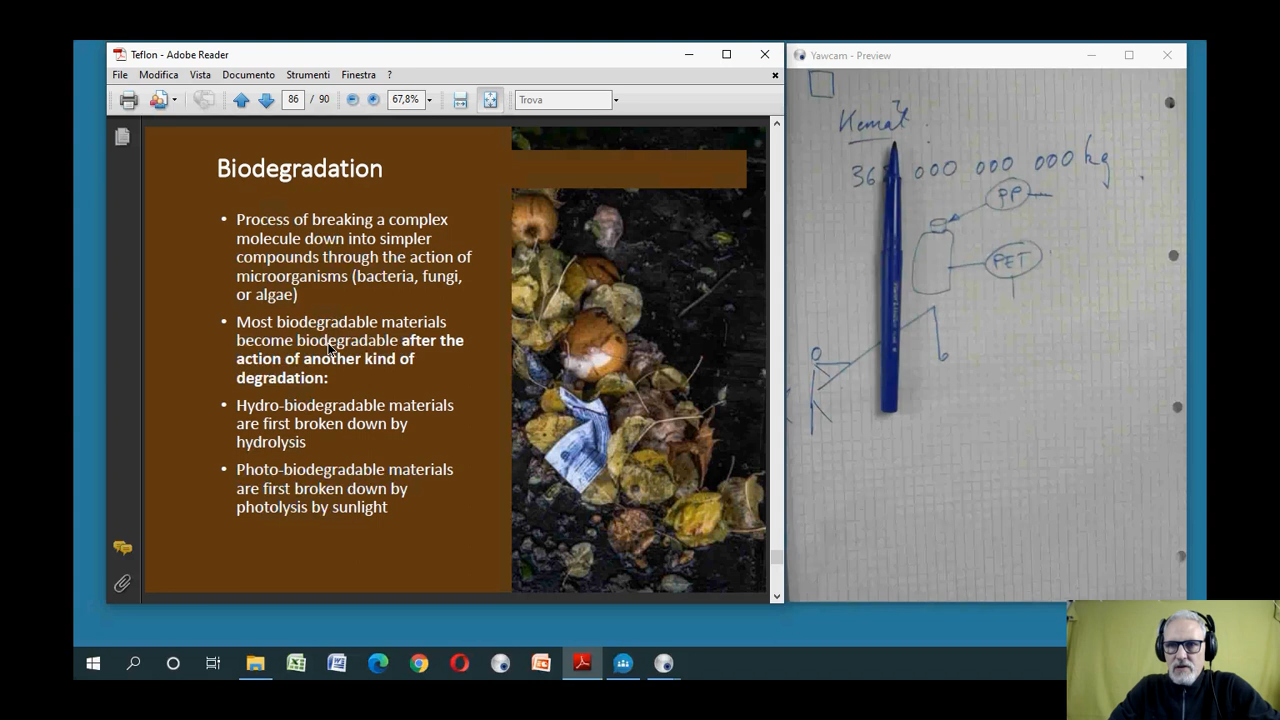 Teflon - Adobe Reader
File Modifica Vista Documento Strumenti Finestra ?
86 / 90 67,8% Trova
Biodegradation
• Process of breaking a complex
molecule down into simpler
compounds through the action of
microorganisms (bacteria, fungi,
or algae)
• Most biodegradable materials
become biodegradable after the
action of another kind of
degradation:
• Hydro-biodegradable materials
are first broken down by
hydrolysis
• Photo-biodegradable materials
are first broken down by
photolysis by sunlight
Yawcam - Preview
000 000 000 kg
PP
PET